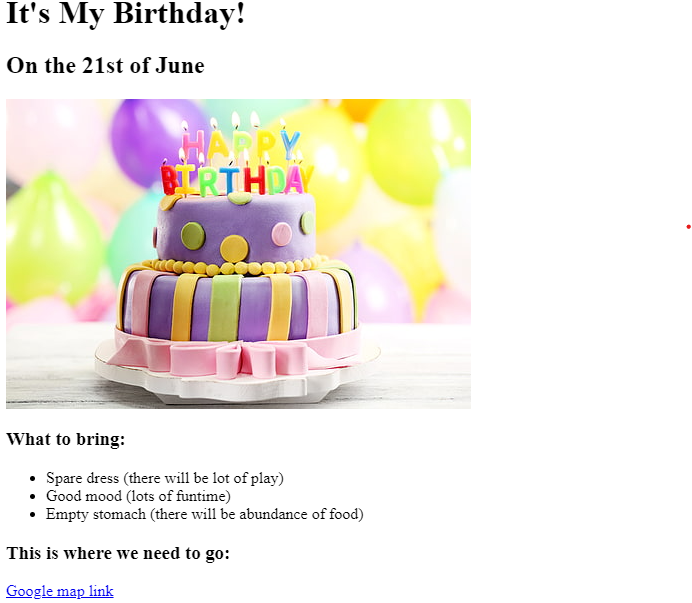 It's My Birthday!
On the 21st of June
HAPPY
BIRTHDAY
What to bring:
Spare dress (there will be lot of play)
Good mood (lots of funtime)
Empty stomach (there will be abundance of food)
This is where we need to go:
Google map link